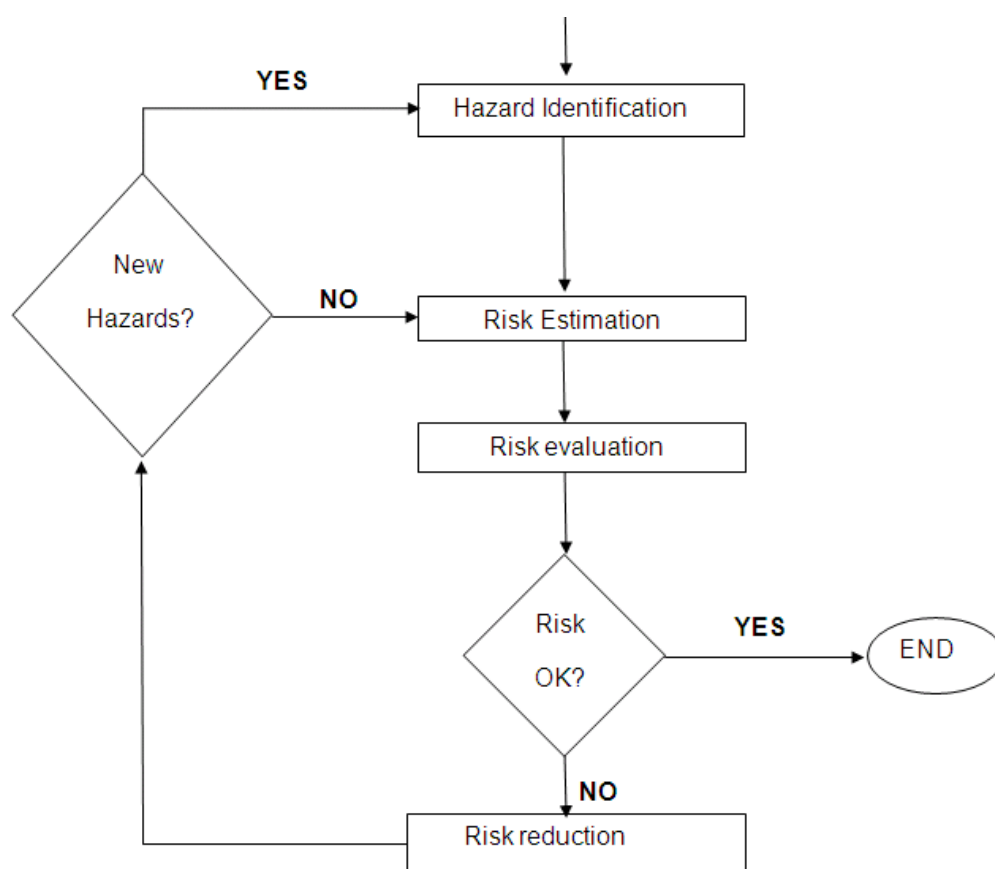 YES
Hazard Identification
New
Hazards?
NO
Risk Estimation
Risk evaluation
Risk
OK?
YES
END
NO
Risk reduction